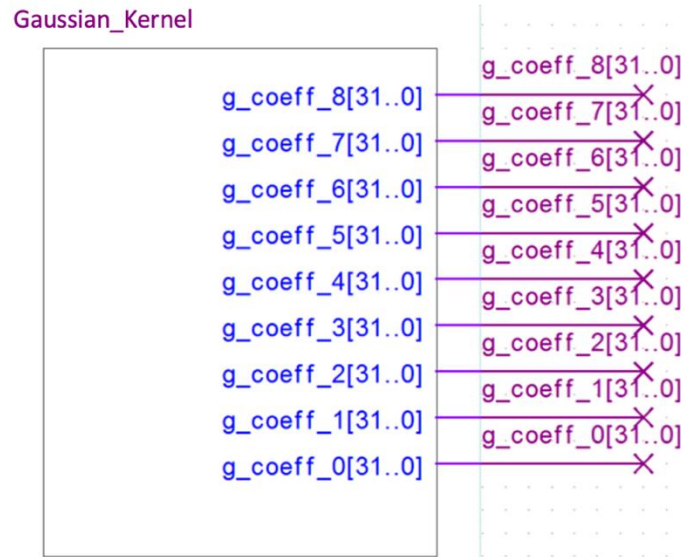 Gaussian_Kernel
g_coeff_8[31..0]
g_coeff_8[31..0]
g_coeff_7[31..0]
g_coeff_7[31..0]
g_coeff_6[31..0]
g_coeff_6[31..0]
g_coeff_5[31..0]
g_coeff_5[31..0]
g_coeff_4[31..0]
g_coeff_4[31..0]
g_coeff_3[31..0]
g_coeff_3[31..0]
g_coeff_2[31..0]
g_coeff_2[31..0]
g_coeff_1[31..0]
g_coeff_1[31..0]
g_coeff_0[31..0]
g_coeff_0[31..0]